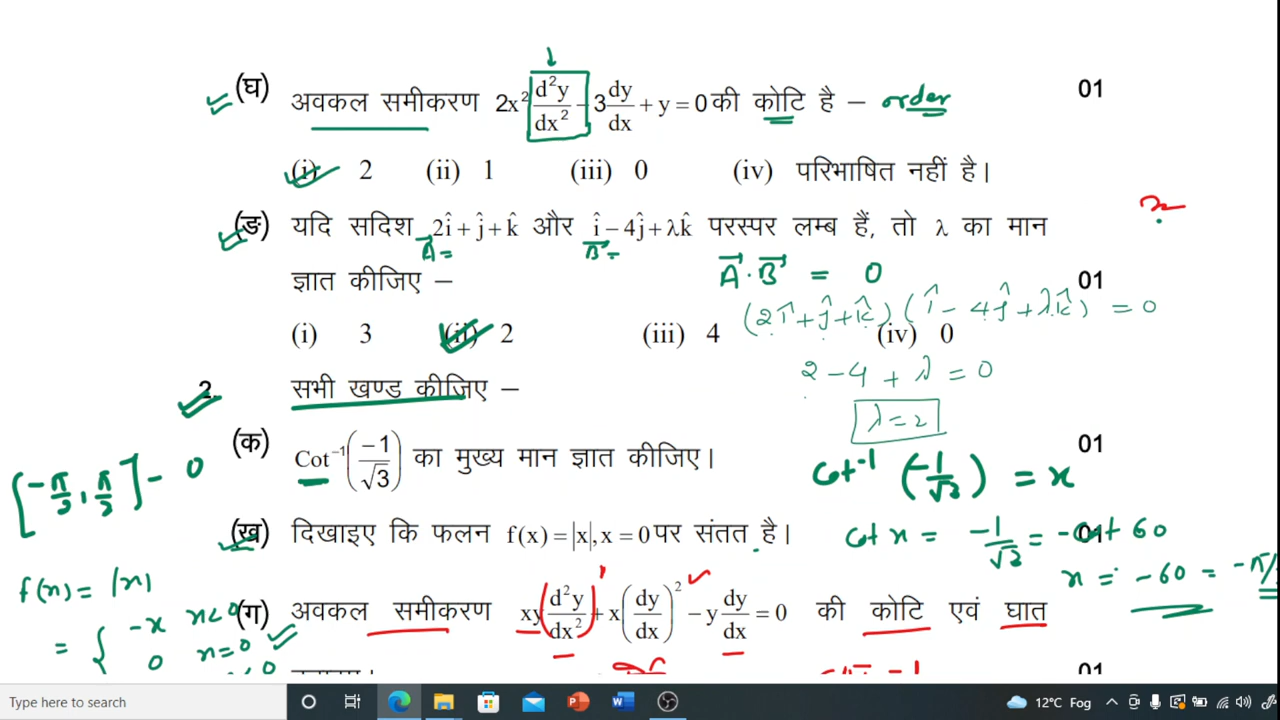 (घ) अवकल समीकरण 2x² d²y/dx² − 3 dy/dx + y = 0 की कोटि है − order 01
(i) 2 (ii) 1 (iii) 0 (iv) परिभाषित नहीं है।
(ङ) यदि सदिश 2î + ĵ + k̂ और î − 4ĵ + λk̂ परस्पर लम्ब हैं, तो λ का मान
A⃗ = B⃗ =
ज्ञात कीजिए − A⃗ · B⃗ = 0 01
(2î + ĵ + k̂) (î − 4ĵ + λk̂) = 0
(i) 3 (ii) 2 (iii) 4 (iv) 0
2 − 4 + λ = 0
2. सभी खण्ड कीजिए −
λ = 2
(क) Cot⁻¹(−1/√3) का मुख्य मान ज्ञात कीजिए। 01
[−π/2, π/2] − 0
Cot⁻¹(−1/√3) = x
(ख) दिखाइए कि फलन f(x) = |x|, x = 0 पर संतत है। 01
Cot x = −1/√3 = − Cot 60
x = − 60 = −π/
f(x) = |x|
(ग) अवकल समीकरण xy(d²y/dx²)¹ + x(dy/dx)² − y dy/dx = 0 की कोटि एवं घात
= { −x x<0
0 x=0
01
Type here to search
12°C Fog